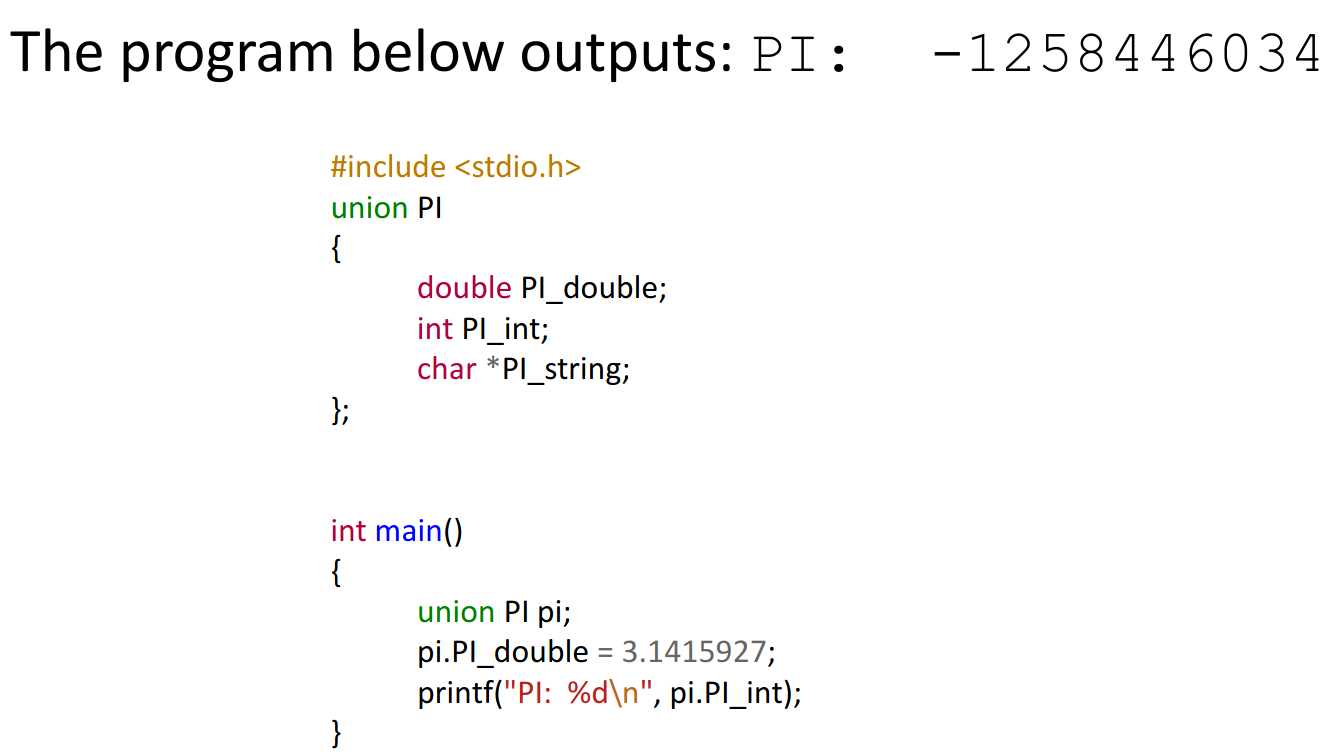 The program below outputs: PI:  -1258446034
#include <stdio.h>
union PI
{
double PI_double;
int PI_int;
char *PI_string;
};
int main()
{
union PI pi;
pi.PI_double = 3.1415927;
printf("PI:  %d\n", pi.PI_int);
}